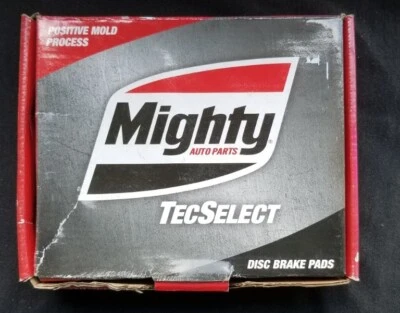 POSITIVE MOLD
PROCESS
Mighty
AUTO PARTS
TECSELECT
DISC BRAKE PADS